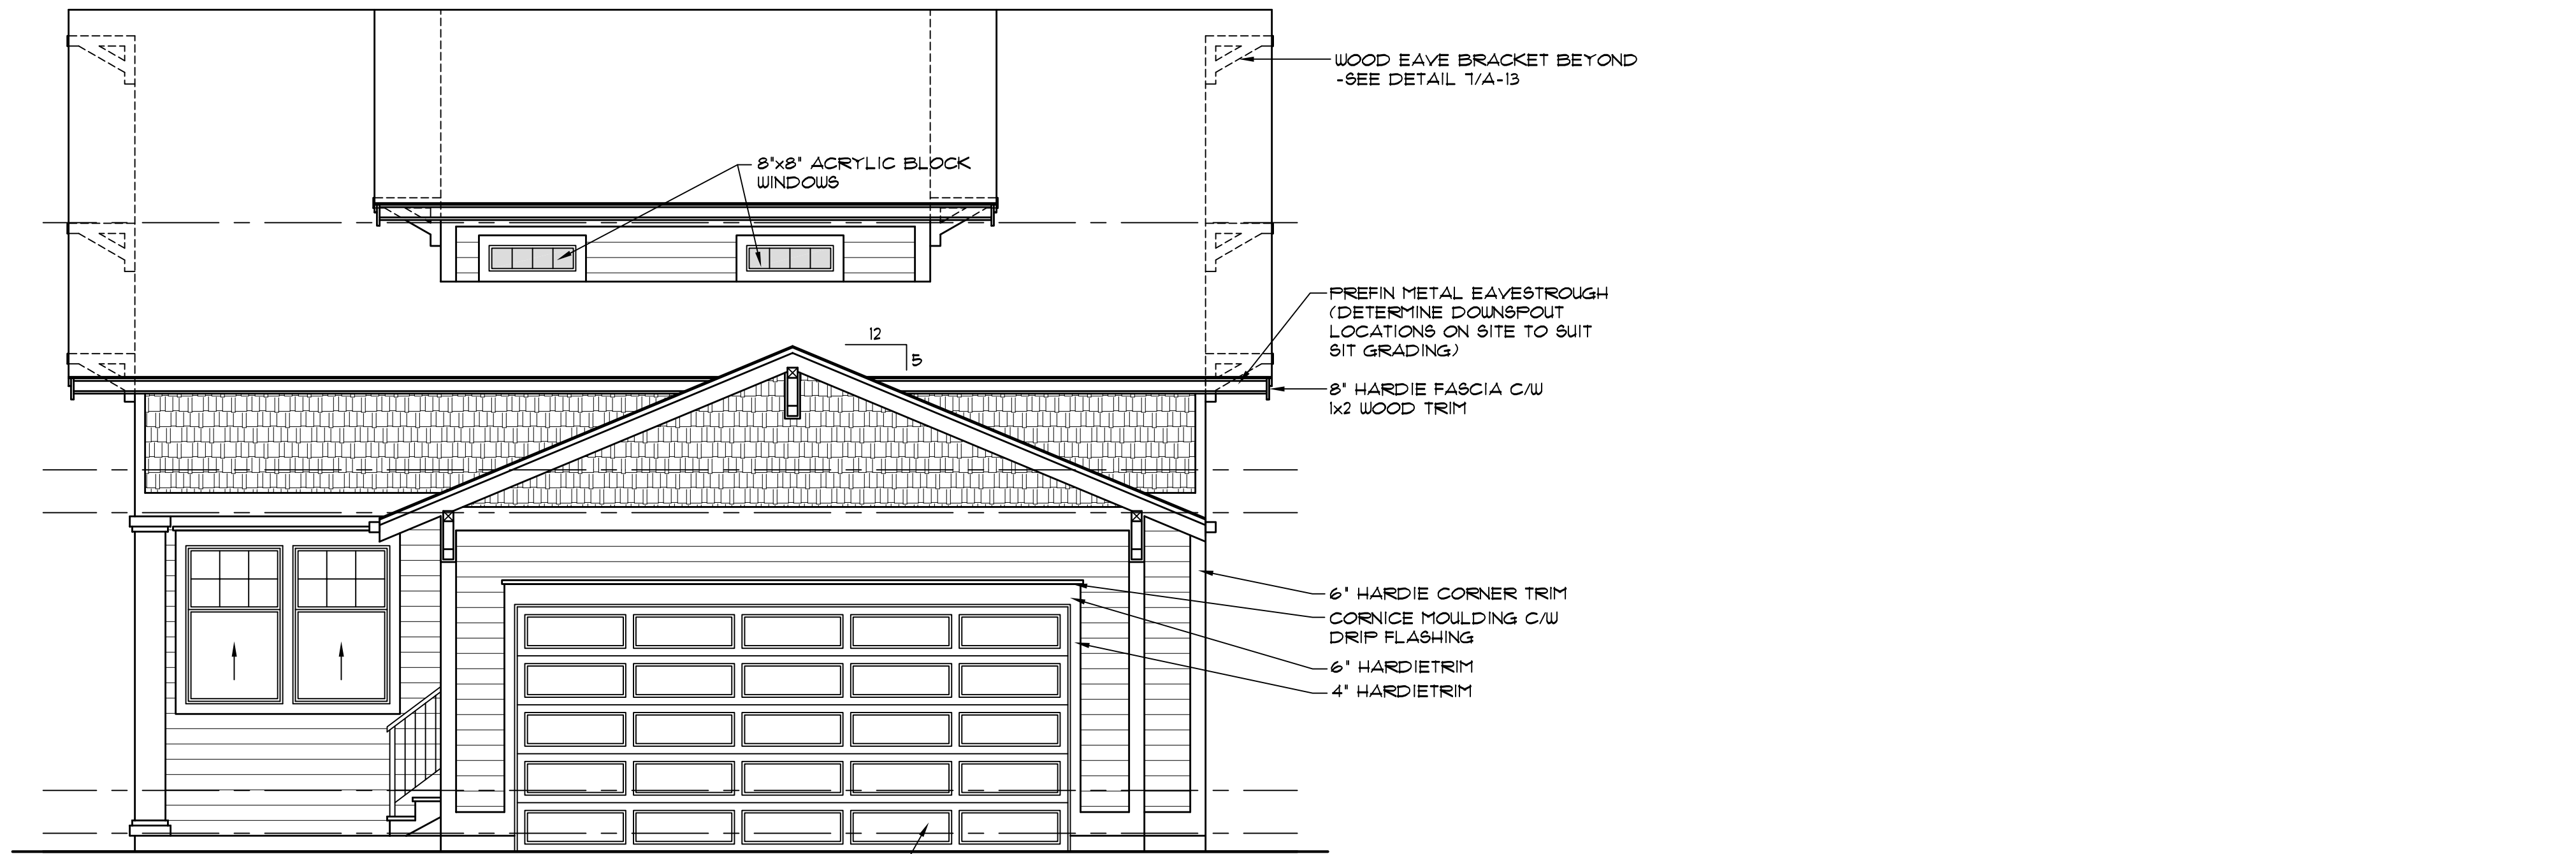 WOOD EAVE BRACKET BEYOND
-SEE DETAIL 7/A-13
8"x8" ACRYLIC BLOCK
WINDOWS
PREFIN METAL EAVESTROUGH
(DETERMINE DOWNSPOUT
LOCATIONS ON SITE TO SUIT
SIT GRADING)
12
5
8" HARDIE FASCIA C/W
1x2 WOOD TRIM
6" HARDIE CORNER TRIM
CORNICE MOULDING C/W
DRIP FLASHING
6" HARDIETRIM
4" HARDIETRIM